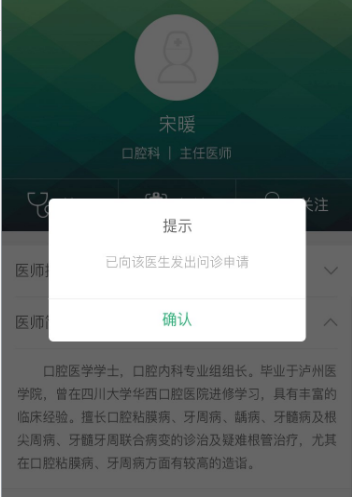 宋暖
口腔科 | 主任医师
关注
提示
已向该医生发出问诊申请
确认
医师
医师
口腔医学学士，口腔内科专业组组长。毕业于泸州医
学院，曾在四川大学华西口腔医院进修学习，具有丰富的
临床经验。擅长口腔粘膜病、牙周病、龋病、牙髓病及根
尖周病、牙髓牙周联合病变的诊治及疑难根管治疗，尤其
在口腔粘膜病、牙周病方面有较高的造诣。